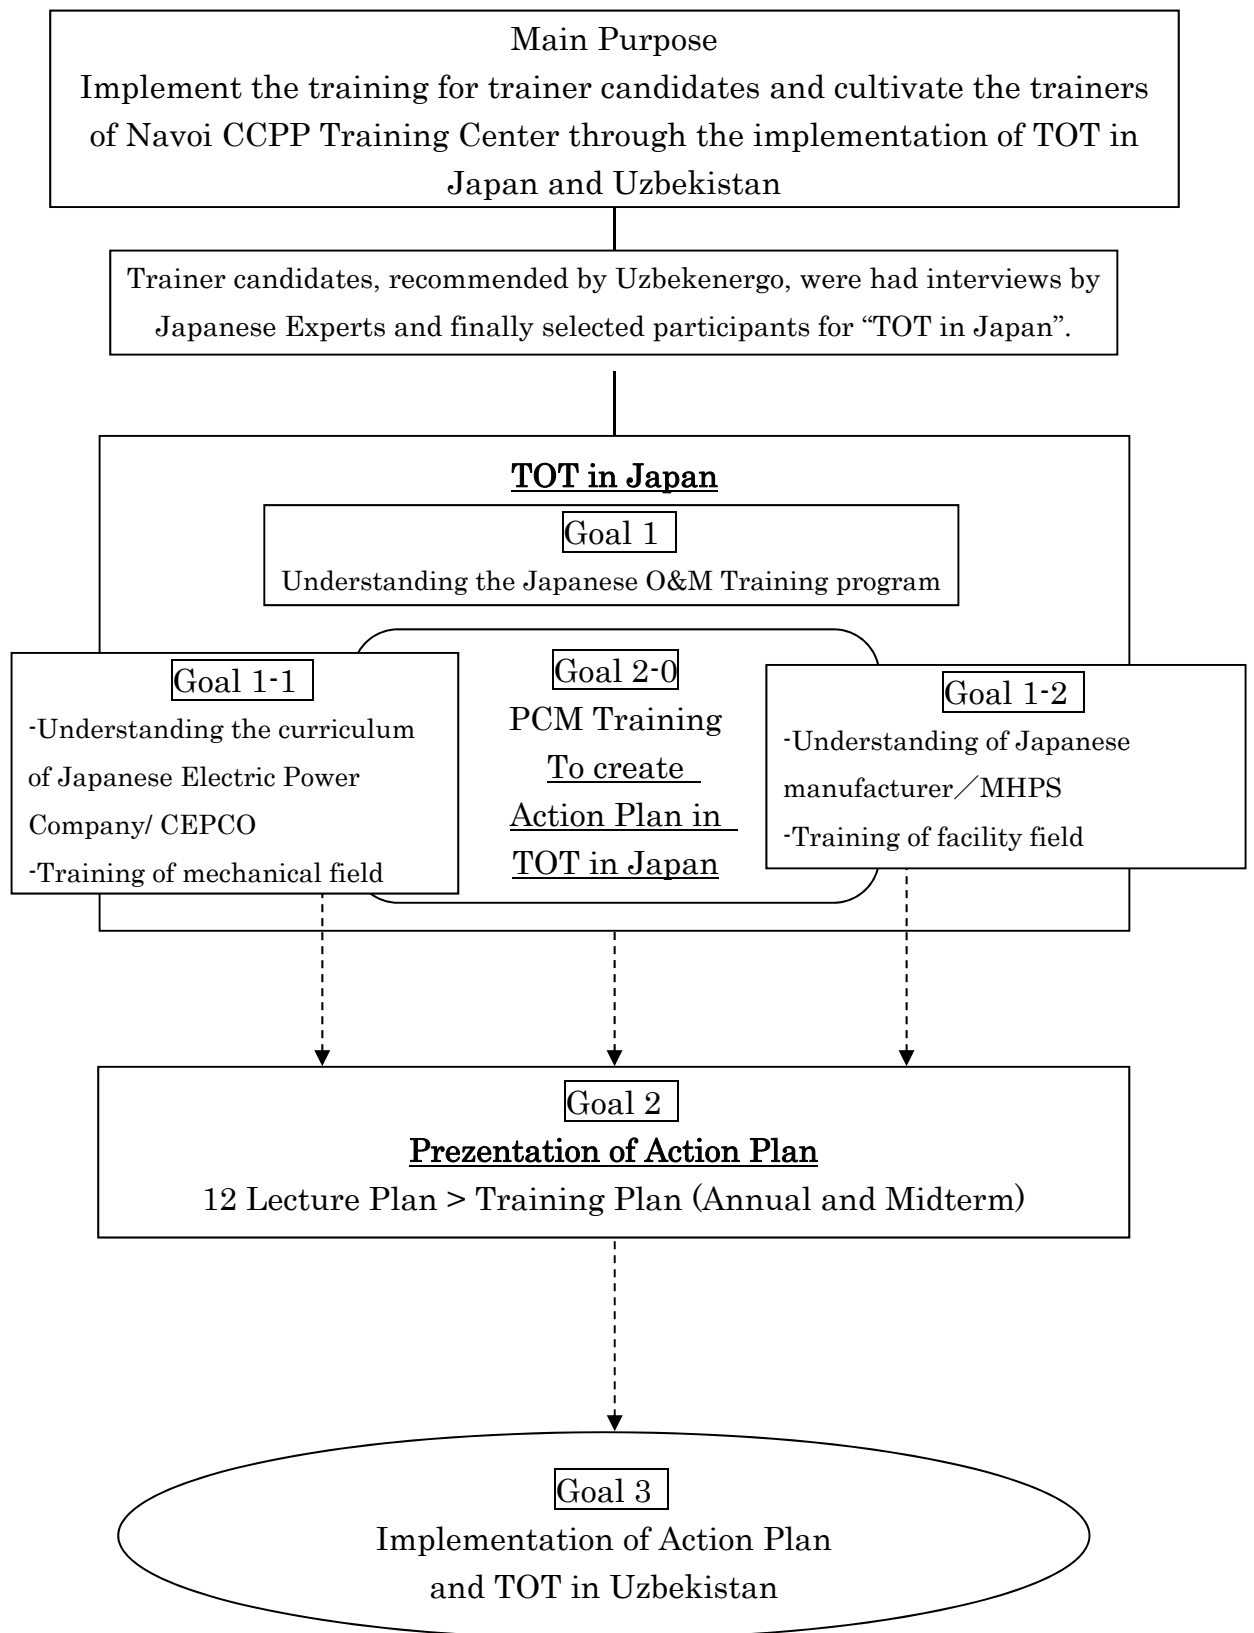 Main Purpose
Implement the training for trainer candidates and cultivate the trainers
of Navoi CCPP Training Center through the implementation of TOT in
Japan and Uzbekistan
Trainer candidates, recommended by Uzbekenergo, were had interviews by
Japanese Experts and finally selected participants for “TOT in Japan”.
TOT in Japan
Goal 1
Understanding the Japanese O&M Training program
Goal 1-1
-Understanding the curriculum
of Japanese Electric Power
Company/ CEPCO
-Training of mechanical field
Goal 2-0
PCM Training
To create
Action Plan in
TOT in Japan
Goal 1-2
-Understanding of Japanese
manufacturer／MHPS
-Training of facility field
Goal 2
Prezentation of Action Plan
12 Lecture Plan > Training Plan (Annual and Midterm)
Goal 3
Implementation of Action Plan
and TOT in Uzbekistan